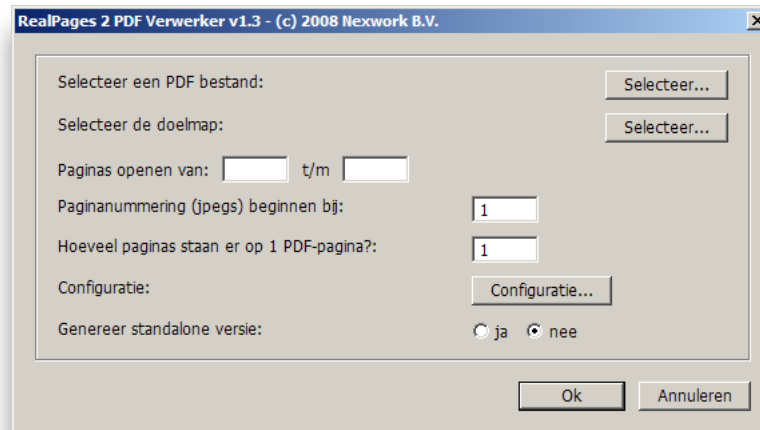 RealPages 2 PDF Verwerker v1.3 - (c) 2008 Nexwork B.V.
Selecteer een PDF bestand: Selecteer...
Selecteer de doelmap: Selecteer...
Paginas openen van: t/m
Paginanummering (jpegs) beginnen bij: 1
Hoeveel paginas staan er op 1 PDF-pagina?: 1
Configuratie: Configuratie...
Genereer standalone versie: ja nee
Ok Annuleren